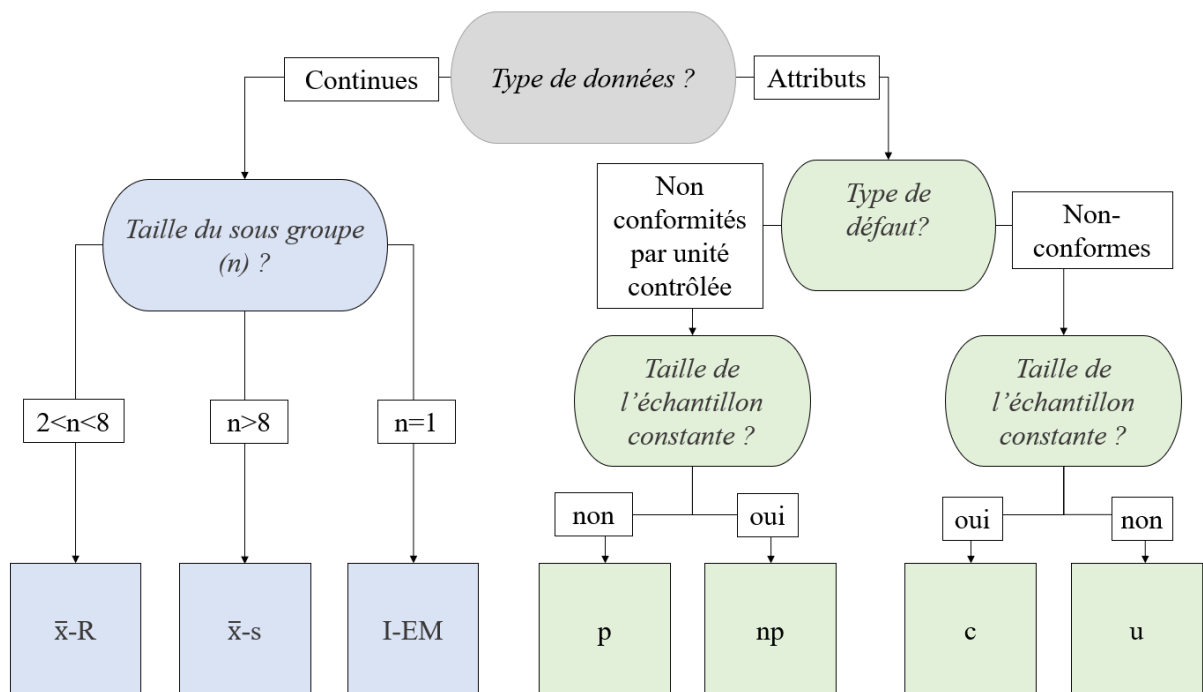 Type de données ?
Continues
Attributs
Taille du sous groupe
(n) ?
2<n<8
n>8
n=1
x̅-R
x̅-s
I-EM
Type de
défaut?
Non
conformités
par unité
contrôlée
Non-
conformes
Taille de
l’échantillon
constante ?
non
oui
p
np
Taille de
l’échantillon
constante ?
oui
non
c
u